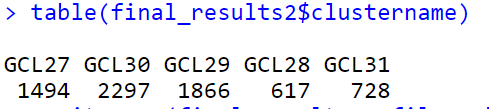 > table(final_results2$clustername)
GCL27 GCL30 GCL29 GCL28 GCL31
1494 2297 1866 617 728